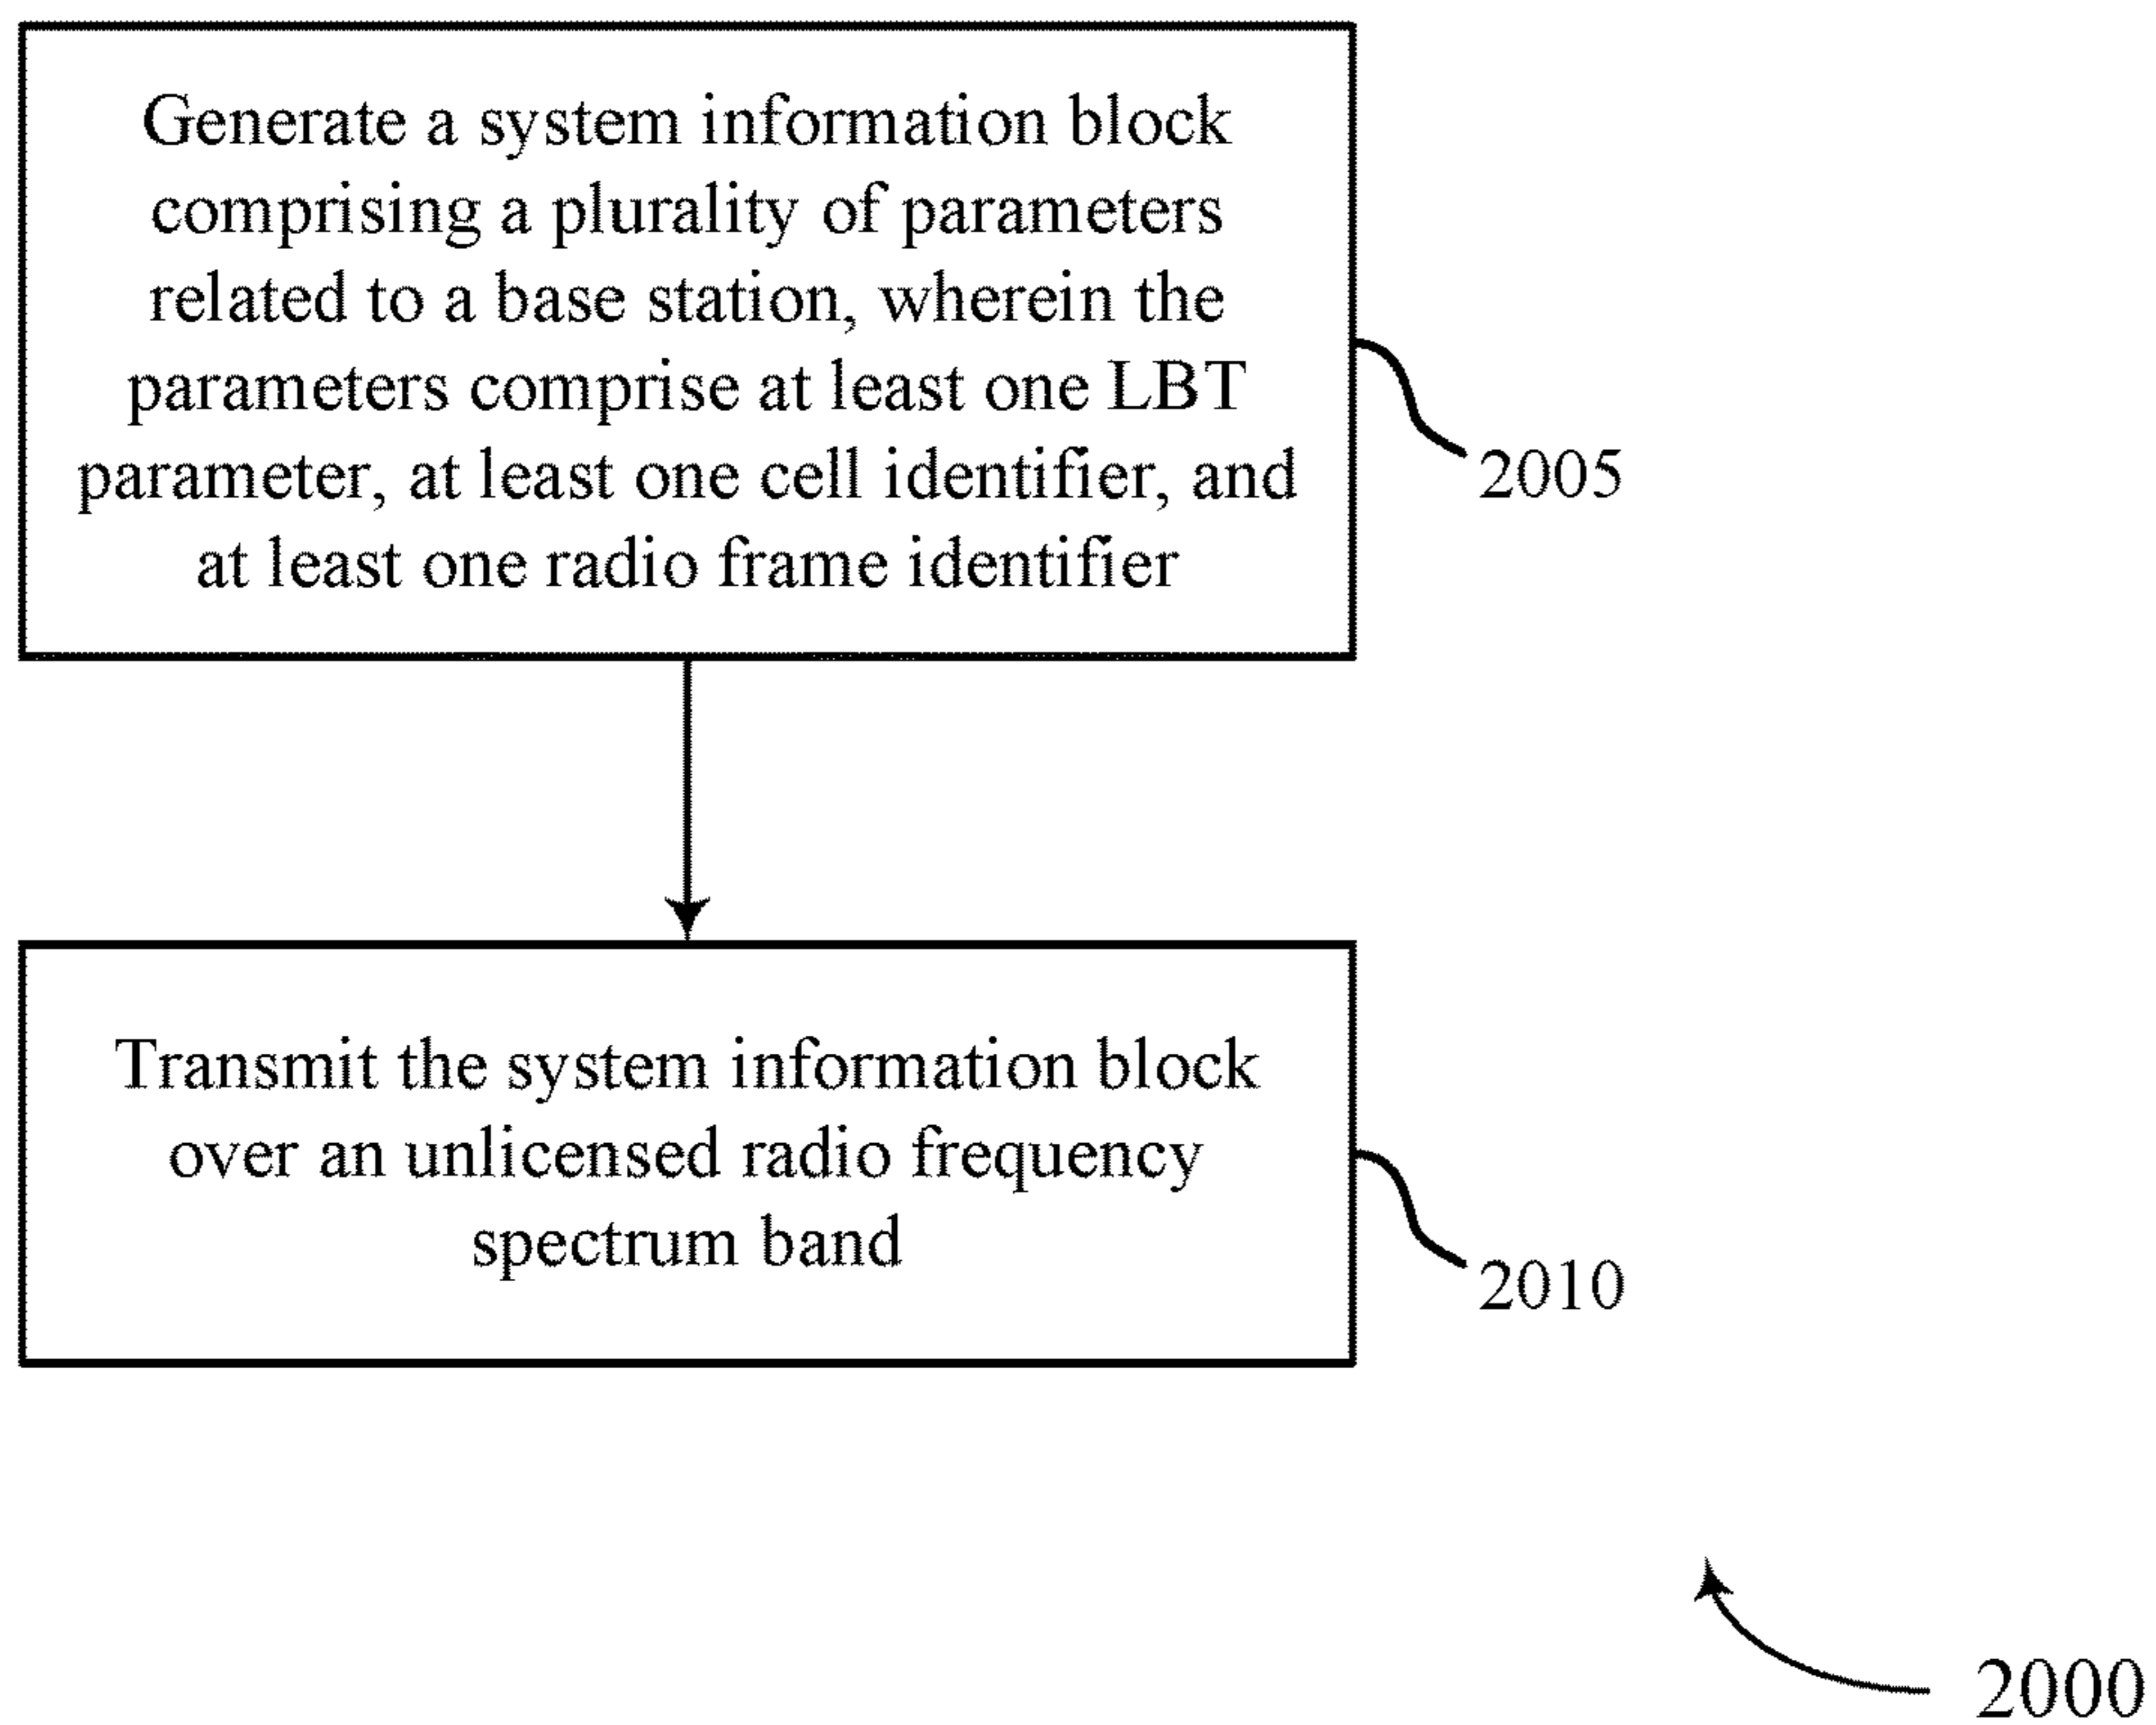 Generate a system information block
comprising a plurality of parameters
related to a base station, wherein the
parameters comprise at least one LBT
parameter, at least one cell identifier, and
at least one radio frame identifier
2005
Transmit the system information block
over an unlicensed radio frequency
spectrum band
2010
2000